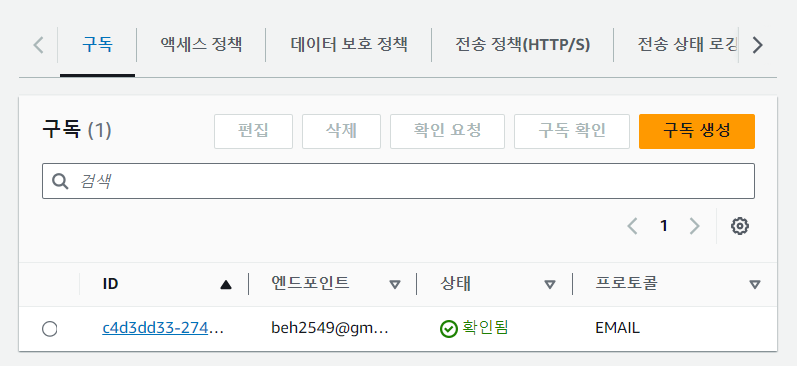 구독 액세스 정책 데이터 보호 정책 전송 정책(HTTP/S) 전송 상태 로깅
구독 (1) 편집 삭제 확인 요청 구독 확인 구독 생성
검색
1
ID 엔드포인트 상태 프로토콜
c4d3dd33-274... beh2549@gm... 확인됨 EMAIL